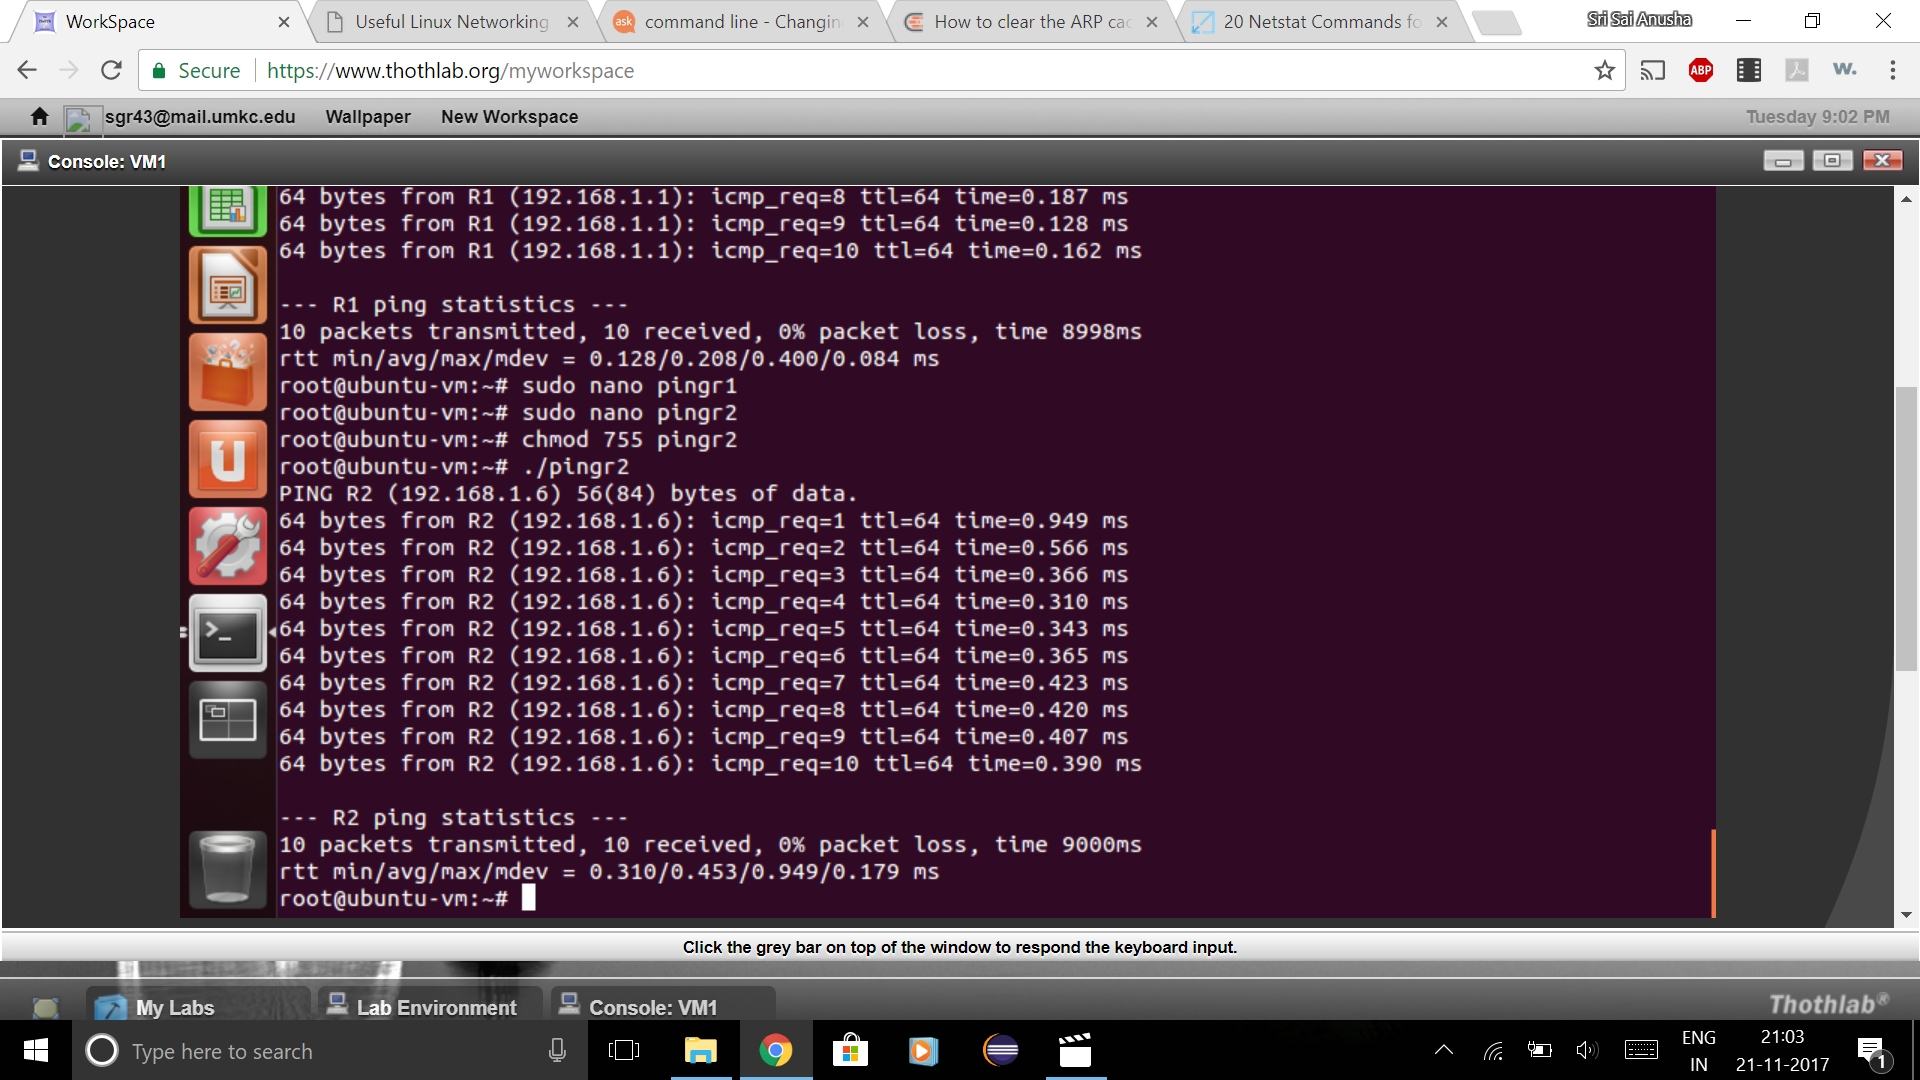 WorkSpace
Useful Linux Networking
ask
command line - Changin
How to clear the ARP cac
20 Netstat Commands fo
Sri Sai Anusha
Secure
https://www.thothlab.org/myworkspace
ABP
w.
sgr43@mail.umkc.edu
Wallpaper
New Workspace
Tuesday 9:02 PM
Console: VM1
64 bytes from R1 (192.168.1.1): icmp_req=8 ttl=64 time=0.187 ms
64 bytes from R1 (192.168.1.1): icmp_req=9 ttl=64 time=0.128 ms
64 bytes from R1 (192.168.1.1): icmp_req=10 ttl=64 time=0.162 ms
--- R1 ping statistics ---
10 packets transmitted, 10 received, 0% packet loss, time 8998ms
rtt min/avg/max/mdev = 0.128/0.208/0.400/0.084 ms
root@ubuntu-vm:~# sudo nano pingr1
root@ubuntu-vm:~# sudo nano pingr2
root@ubuntu-vm:~# chmod 755 pingr2
root@ubuntu-vm:~# ./pingr2
PING R2 (192.168.1.6) 56(84) bytes of data.
64 bytes from R2 (192.168.1.6): icmp_req=1 ttl=64 time=0.949 ms
64 bytes from R2 (192.168.1.6): icmp_req=2 ttl=64 time=0.566 ms
64 bytes from R2 (192.168.1.6): icmp_req=3 ttl=64 time=0.366 ms
64 bytes from R2 (192.168.1.6): icmp_req=4 ttl=64 time=0.310 ms
64 bytes from R2 (192.168.1.6): icmp_req=5 ttl=64 time=0.343 ms
64 bytes from R2 (192.168.1.6): icmp_req=6 ttl=64 time=0.365 ms
64 bytes from R2 (192.168.1.6): icmp_req=7 ttl=64 time=0.423 ms
64 bytes from R2 (192.168.1.6): icmp_req=8 ttl=64 time=0.420 ms
64 bytes from R2 (192.168.1.6): icmp_req=9 ttl=64 time=0.407 ms
64 bytes from R2 (192.168.1.6): icmp_req=10 ttl=64 time=0.390 ms
--- R2 ping statistics ---
10 packets transmitted, 10 received, 0% packet loss, time 9000ms
rtt min/avg/max/mdev = 0.310/0.453/0.949/0.179 ms
root@ubuntu-vm:~#
Click the grey bar on top of the window to respond the keyboard input.
My Labs
Lab Environment
Console: VM1
Thothlab®
Type here to search
ENG
IN
21:03
21-11-2017
1